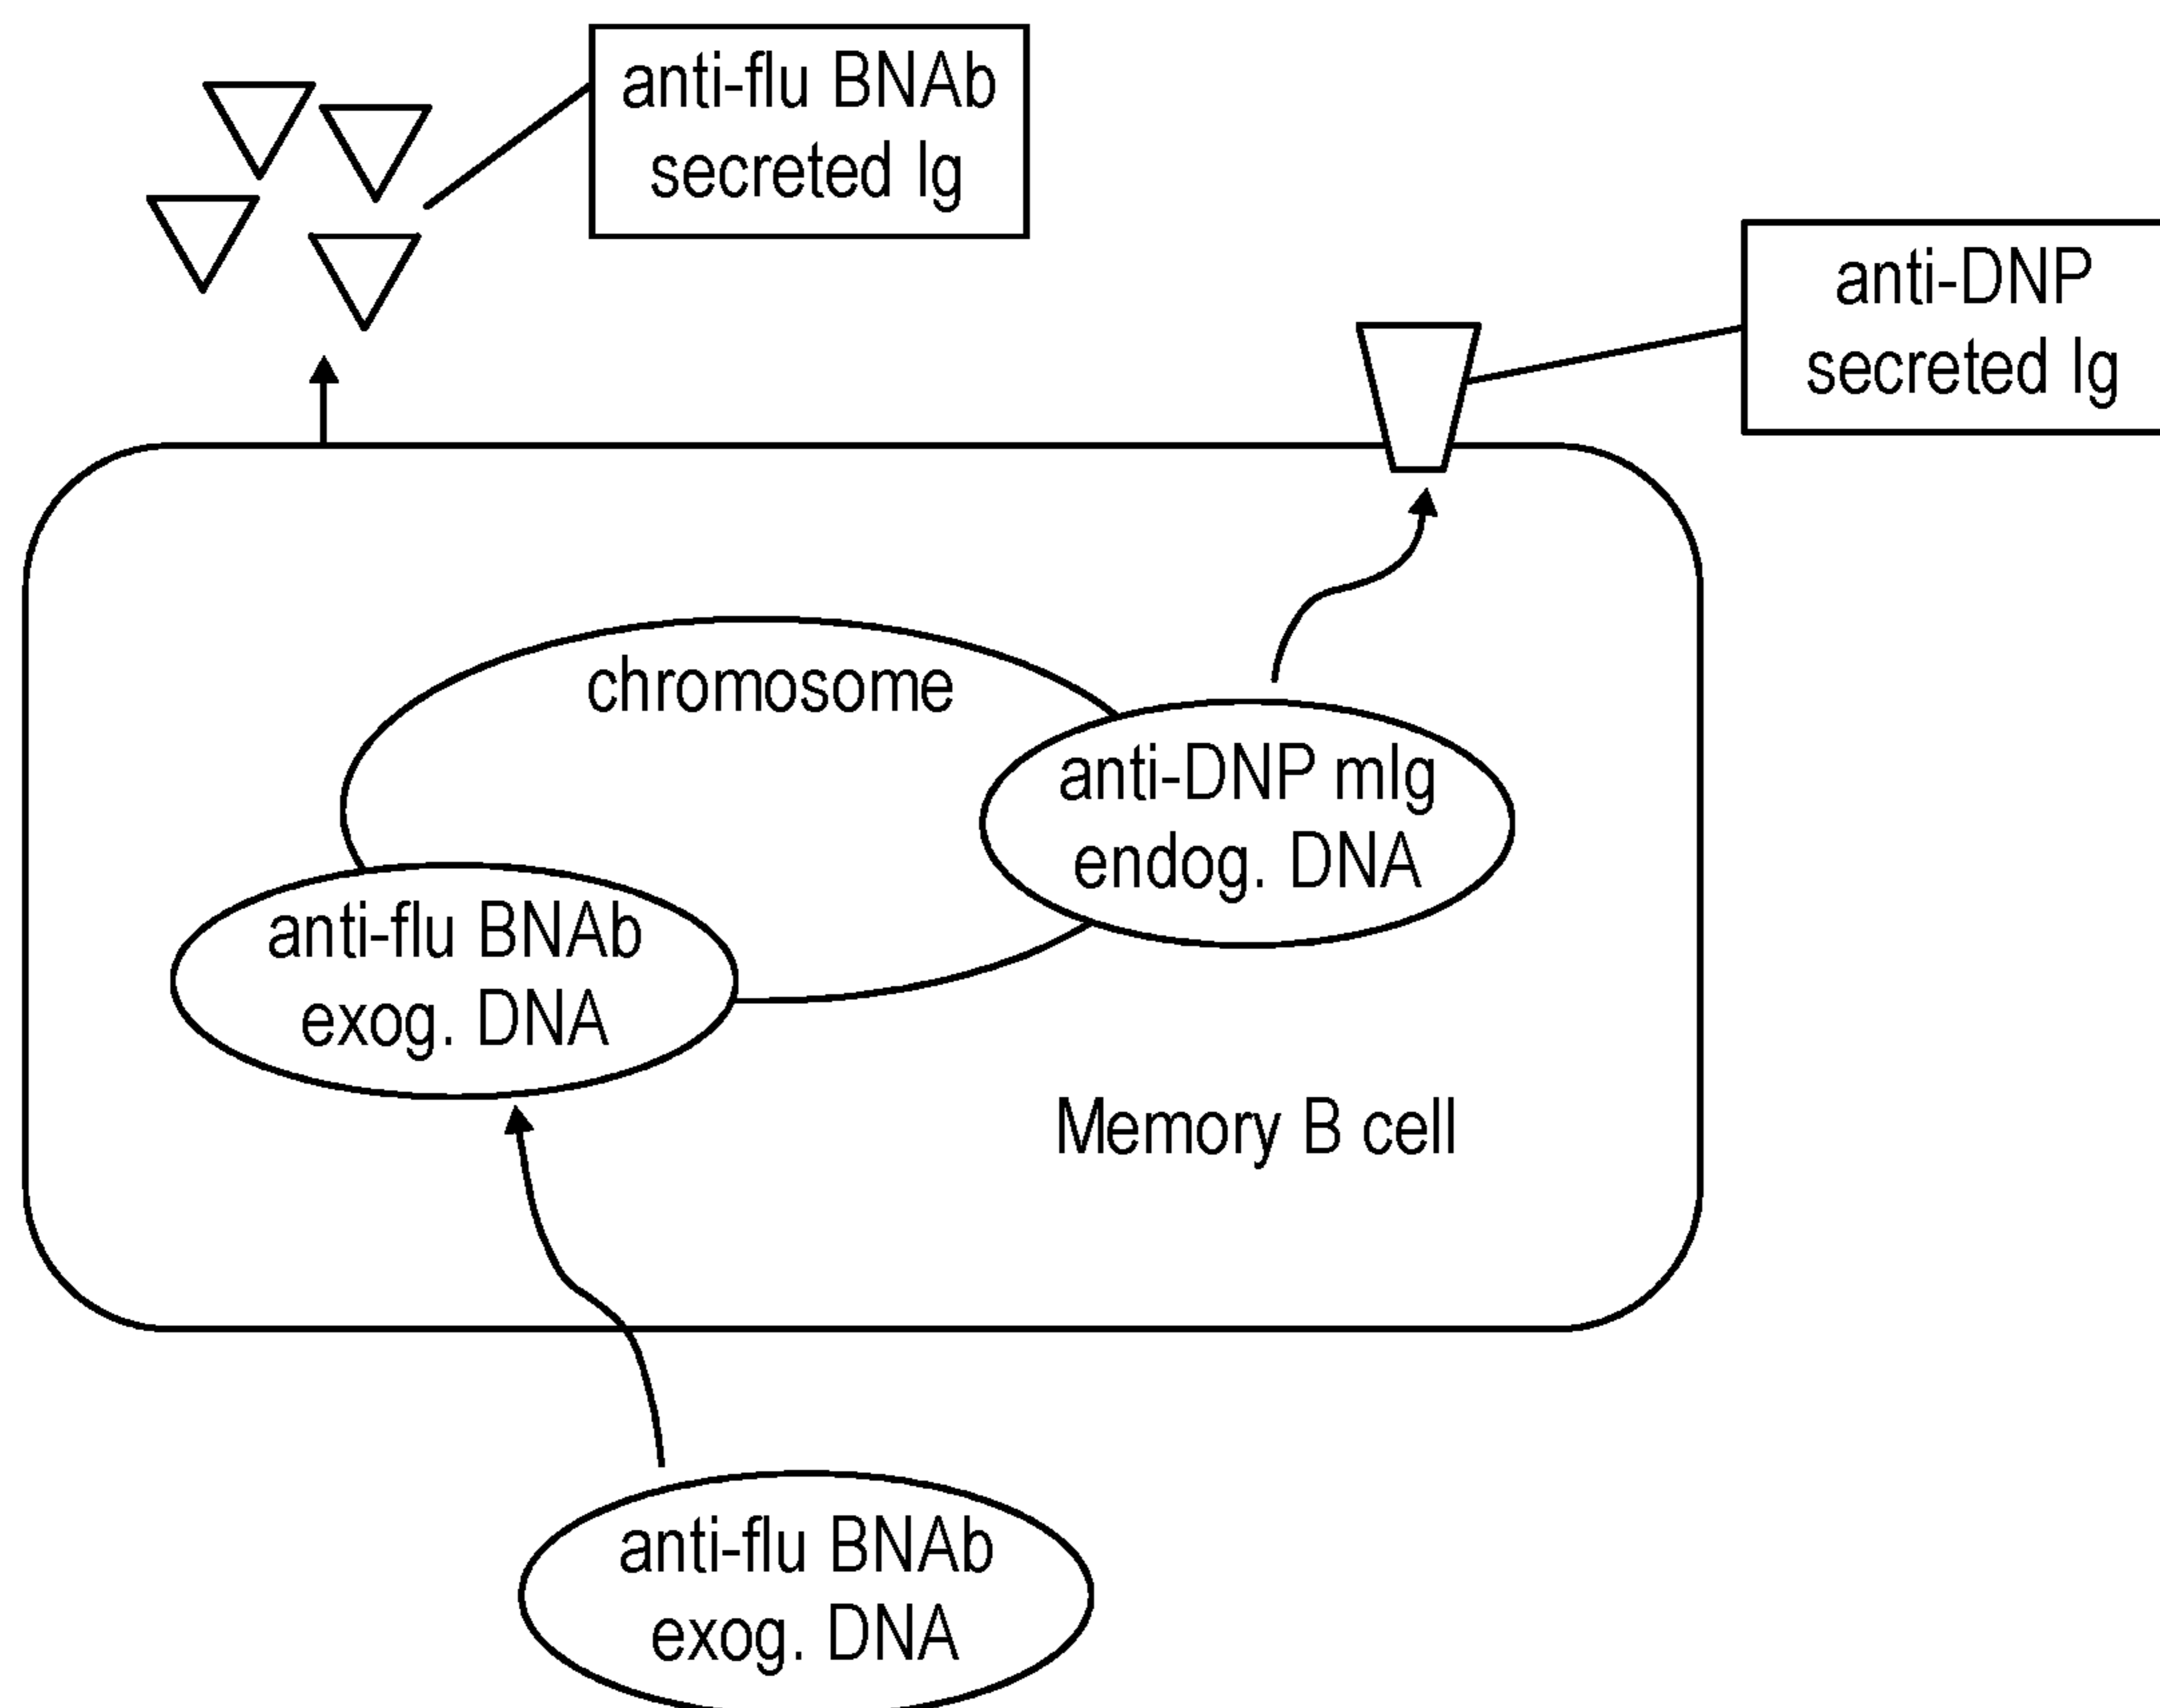 anti-flu BNAb
secreted Ig
anti-DNP
secreted Ig
chromosome
anti-DNP mIg
endog. DNA
anti-flu BNAb
exog. DNA
Memory B cell
anti-flu BNAb
exog. DNA